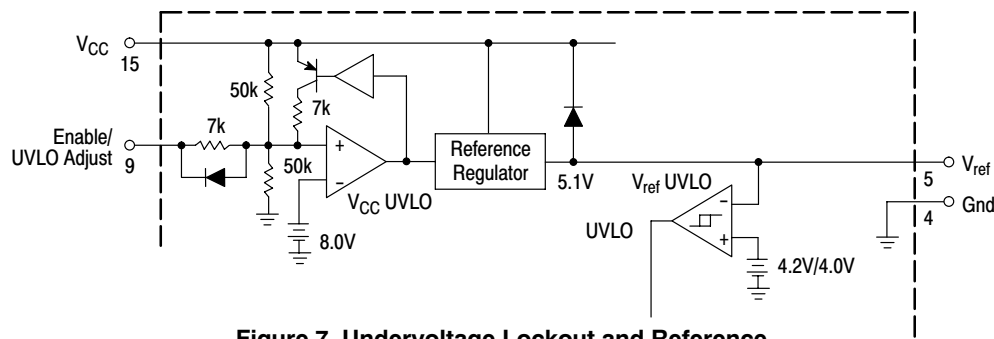 VCC
15
50k
7k
7k
Enable/
UVLO Adjust
9
50k
+
−
VCC UVLO
8.0V
Reference
Regulator
5.1V
Vref UVLO
−
+
UVLO
4.2V/4.0V
Vref
5
Gnd
4
Figure 7. Undervoltage Lockout and Reference